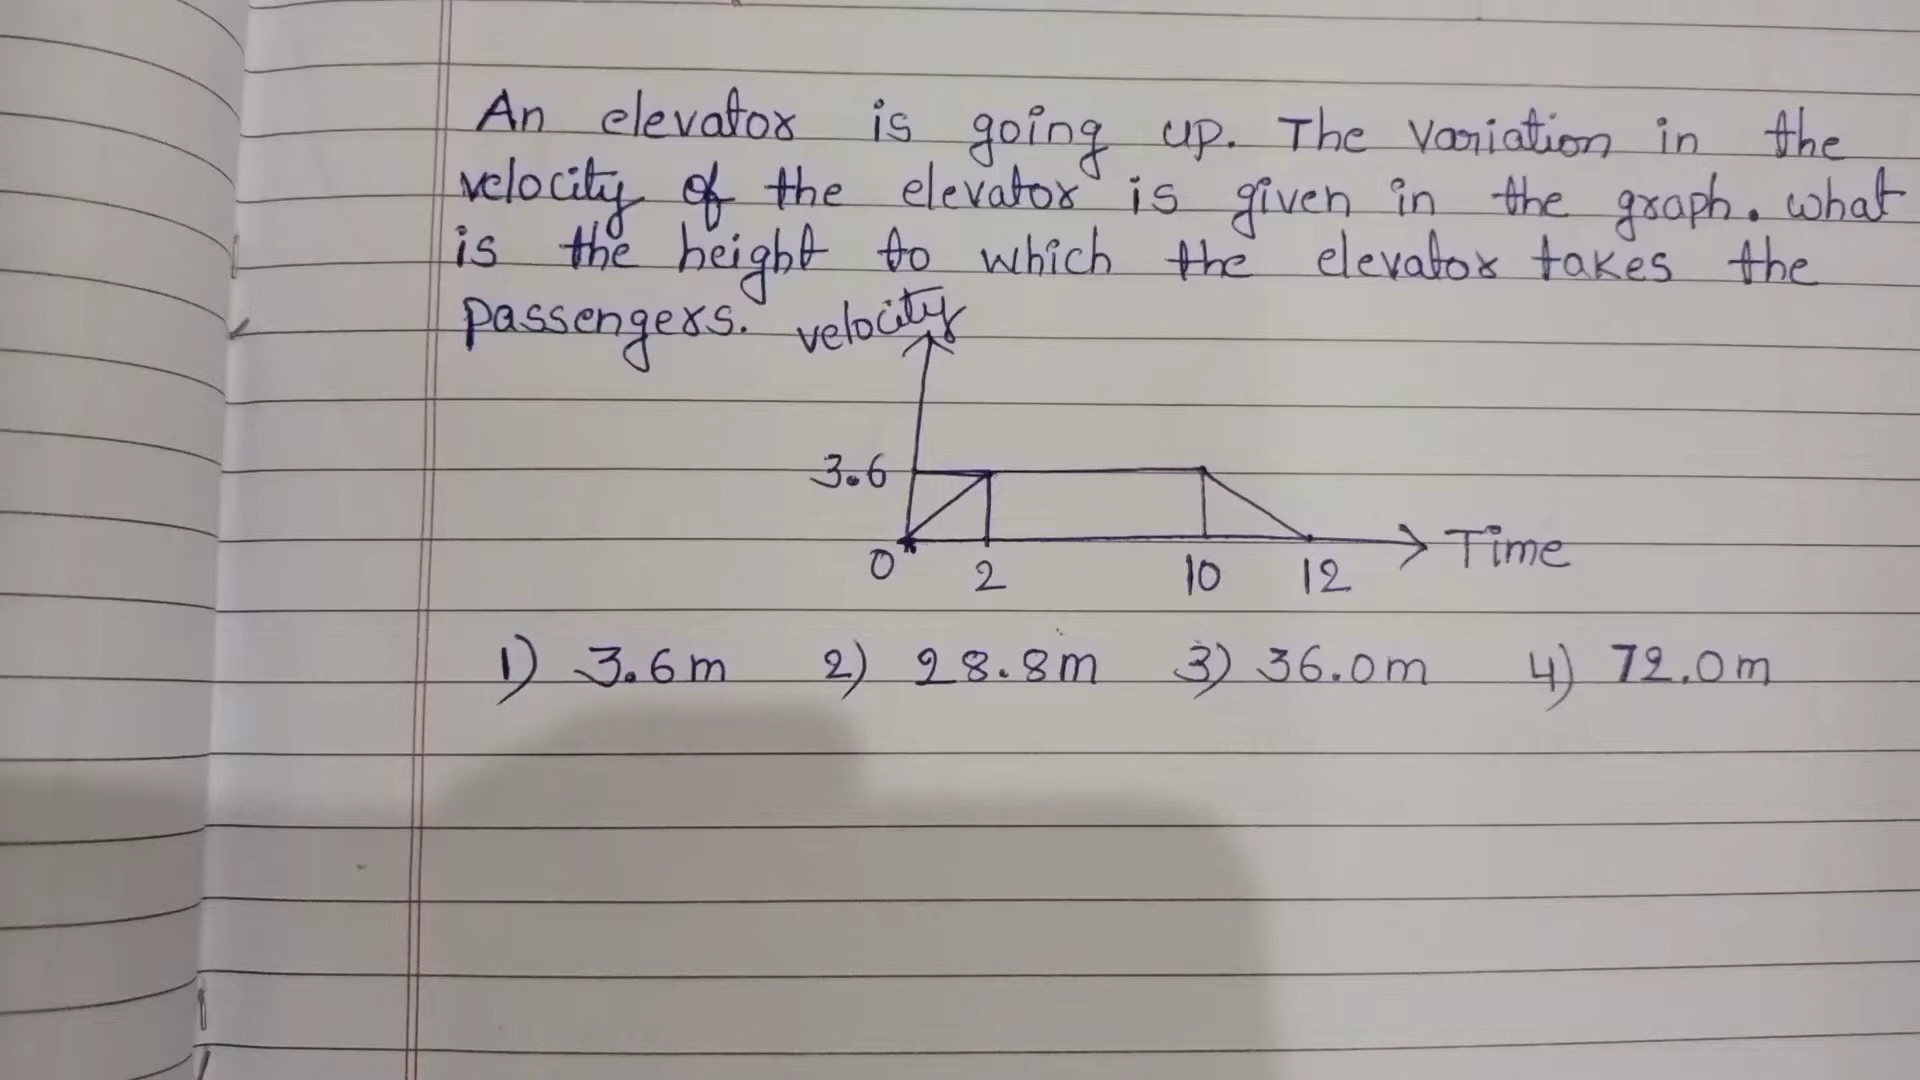 An elevator is going up. The variation in the
velocity of the elevator is given in the graph. what
is the height to which the elevator takes the
passengers. velocity
3.6
0 2 10 12 Time
1) 3.6m 2) 28.8m 3) 36.0m 4) 72.0m